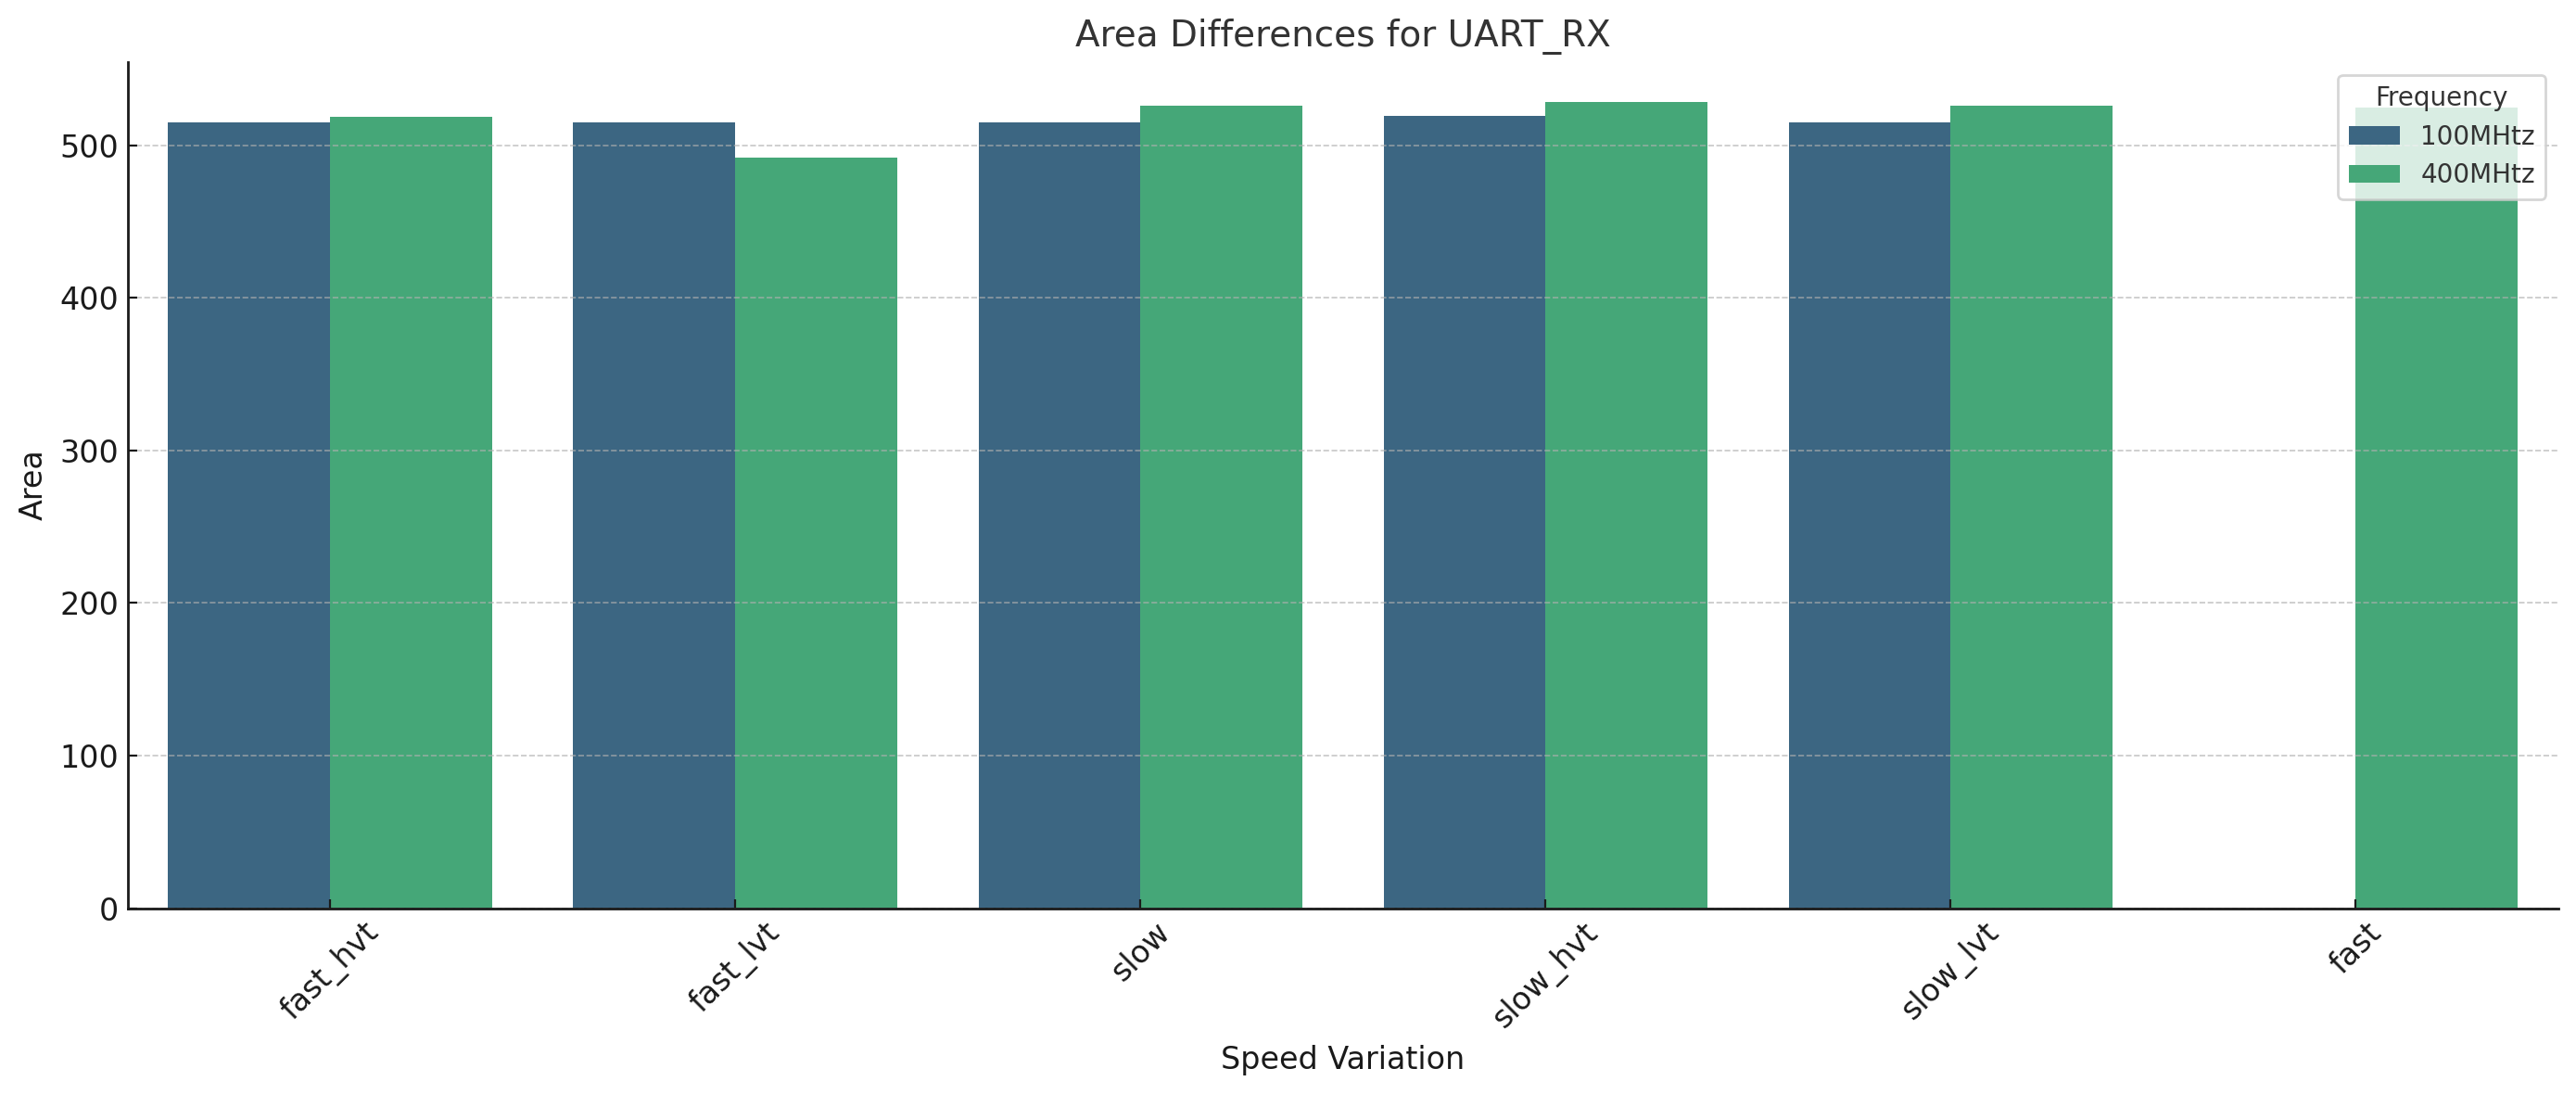 Area Differences for UART_RX
Frequency
100MHtz
400MHtz
Area
500
400
300
200
100
0
fast_hvt
fast_lvt
slow
slow_hvt
slow_lvt
fast
Speed Variation